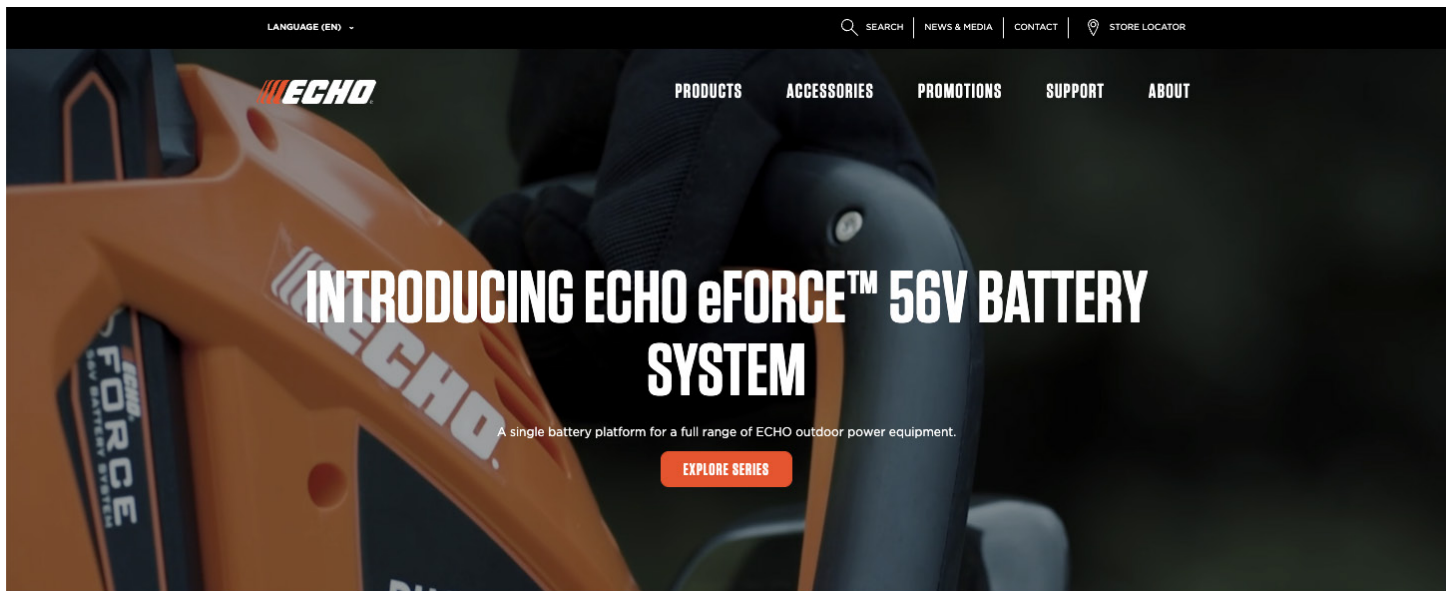 LANGUAGE (EN)
SEARCH
NEWS & MEDIA
CONTACT
STORE LOCATOR
ECHO
PRODUCTS
ACCESSORIES
PROMOTIONS
SUPPORT
ABOUT
INTRODUCING ECHO eFORCE™ 56V BATTERY
SYSTEM
A single battery platform for a full range of ECHO outdoor power equipment.
EXPLORE SERIES
ECHO
ECHO
FORCE
56V BATTERY SYSTEM